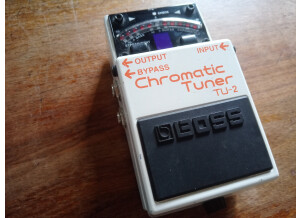 OUTPUT
INPUT
BYPASS
Chromatic
Tuner
TU-2
BOSS